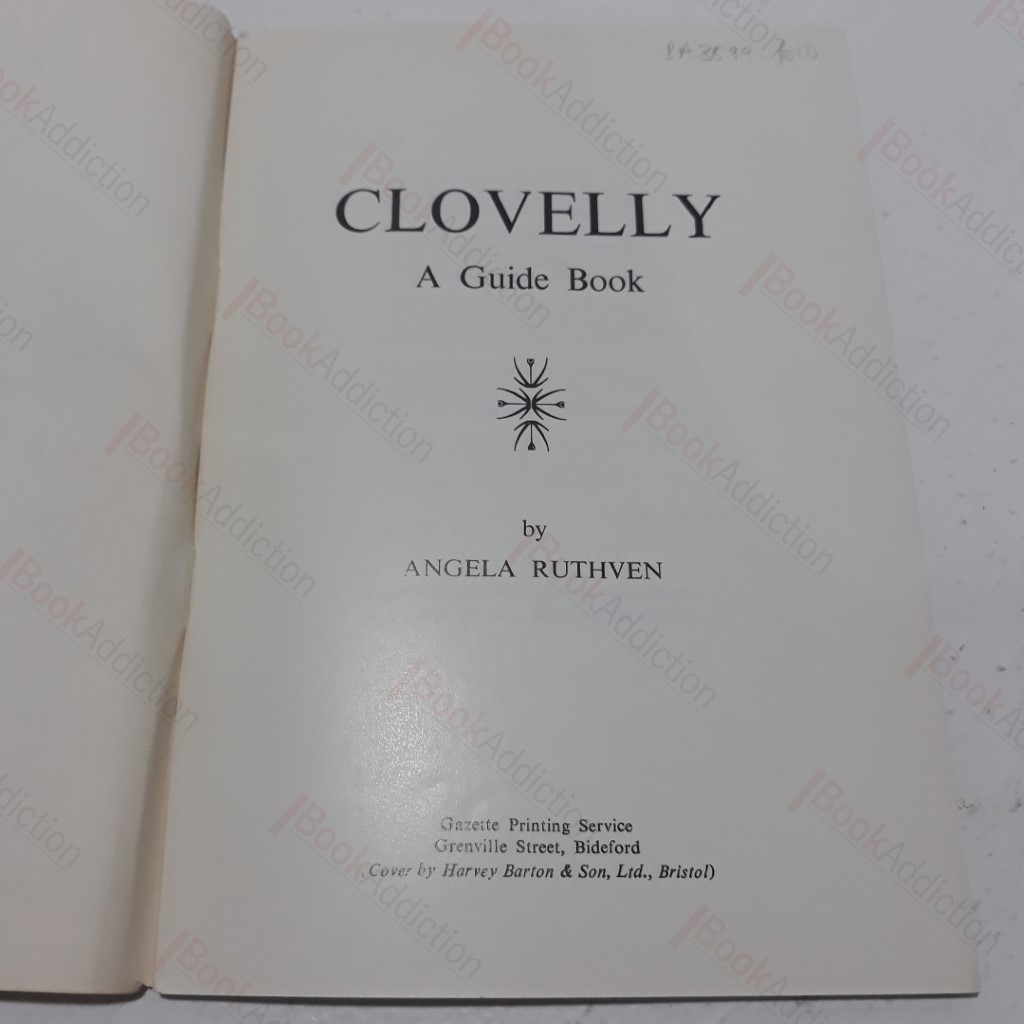 CLOVELLY
A Guide Book
by
ANGELA RUTHVEN
Gazette Printing Service
Grenville Street, Bideford
(Cover by Harvey Barton & Son, Ltd., Bristol)
BookAddiction